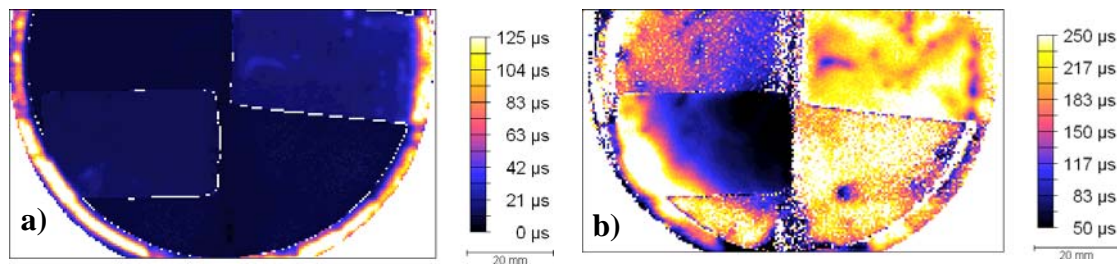 a)
125 µs
104 µs
83 µs
63 µs
42 µs
21 µs
0 µs
20 mm
b)
250 µs
217 µs
183 µs
150 µs
117 µs
83 µs
50 µs
20 mm